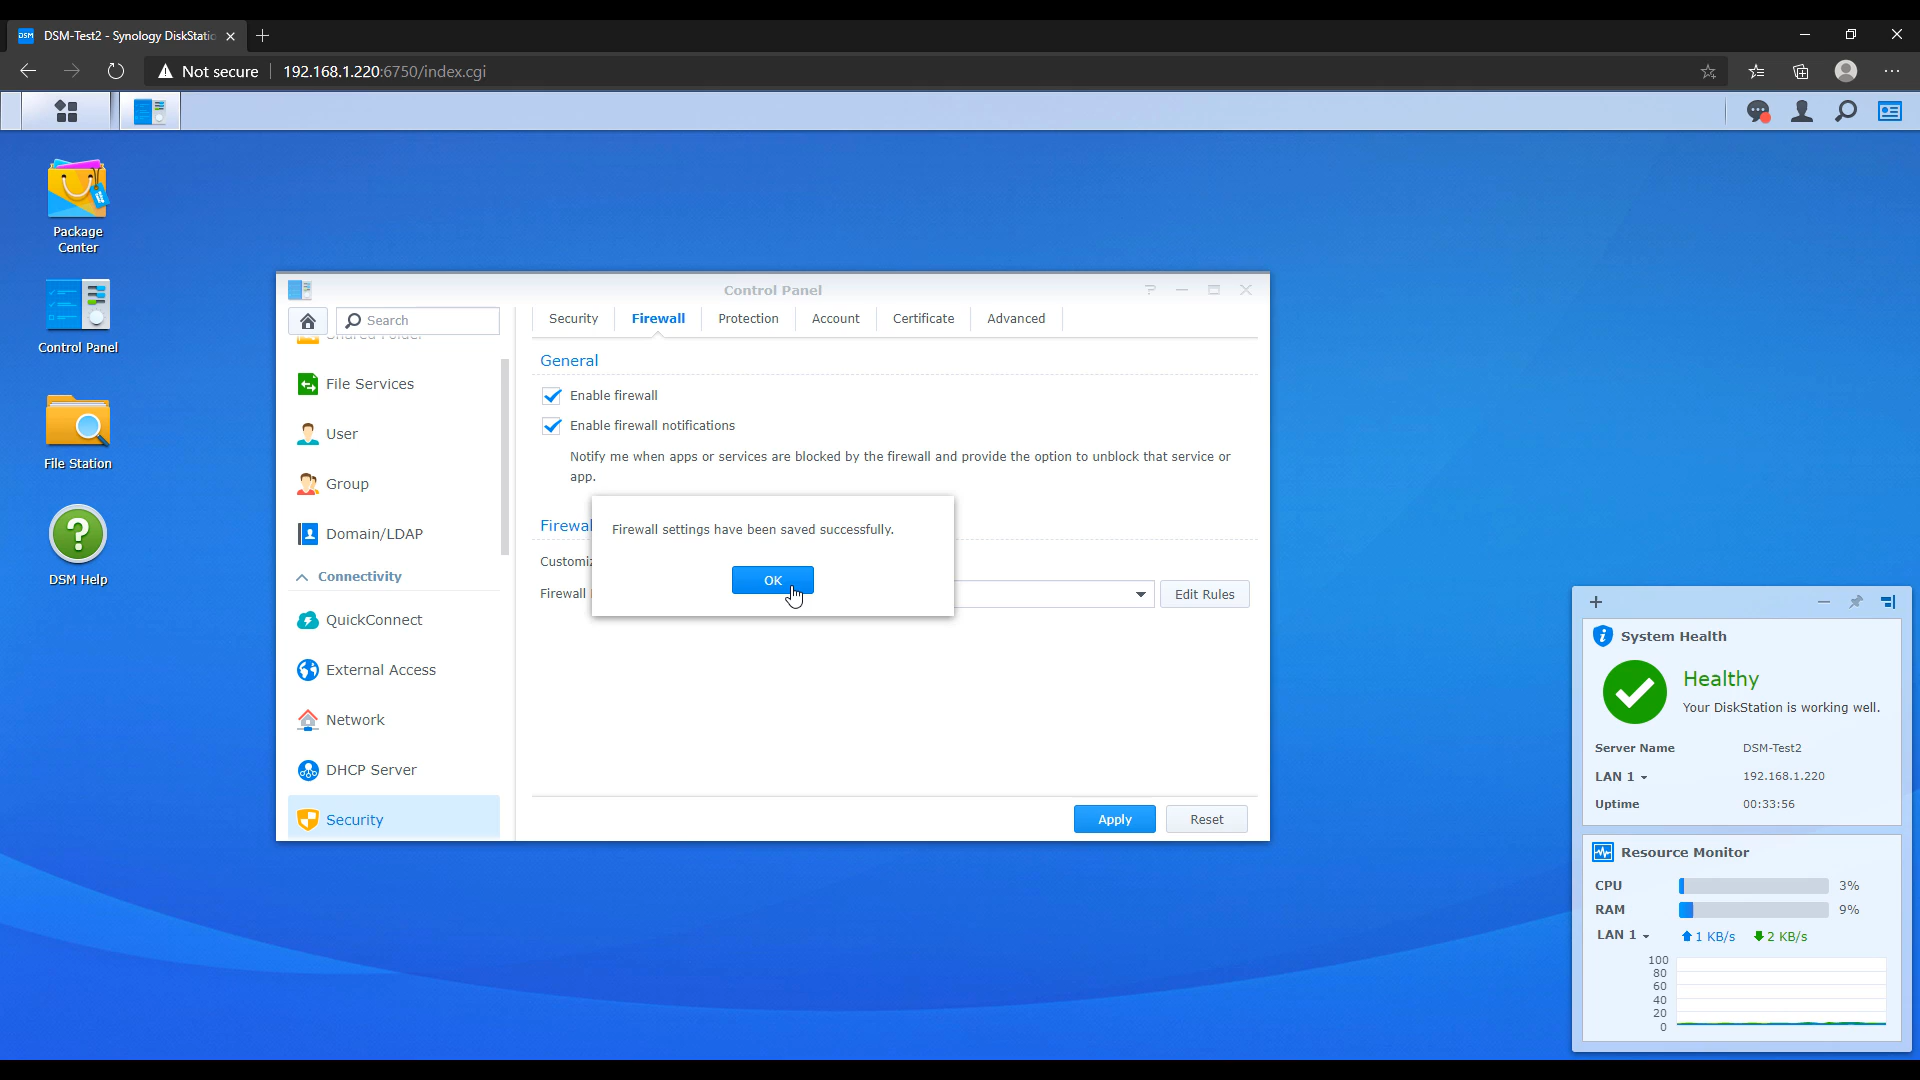 DSM-Test2 - Synology DiskStatic
Not secure
192.168.1.220:6750/index.cgi
Package
Center
Control Panel
File Station
DSM Help
Control Panel
Search
Shared Folder
File Services
User
Group
Domain/LDAP
Connectivity
QuickConnect
External Access
Network
DHCP Server
Security
Security
Firewall
Protection
Account
Certificate
Advanced
General
Enable firewall
Enable firewall notifications
Notify me when apps or services are blocked by the firewall and provide the option to unblock that service or
app.
Firewal
Customiz
Firewall
Edit Rules
Firewall settings have been saved successfully.
OK
Apply
Reset
System Health
Healthy
Your DiskStation is working well.
Server Name DSM-Test2
LAN 1 192.168.1.220
Uptime 00:33:56
Resource Monitor
CPU 3%
RAM 9%
LAN 1 1 KB/s 2 KB/s
100
80
60
40
20
0